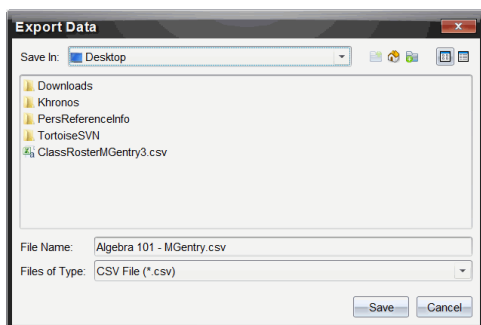 Export Data
Save In: Desktop
Downloads
Khronos
PersReferenceInfo
TortoiseSVN
ClassRosterMGentry3.csv
File Name: Algebra 101 - MGentry.csv
Files of Type: CSV File (*.csv)
Save Cancel